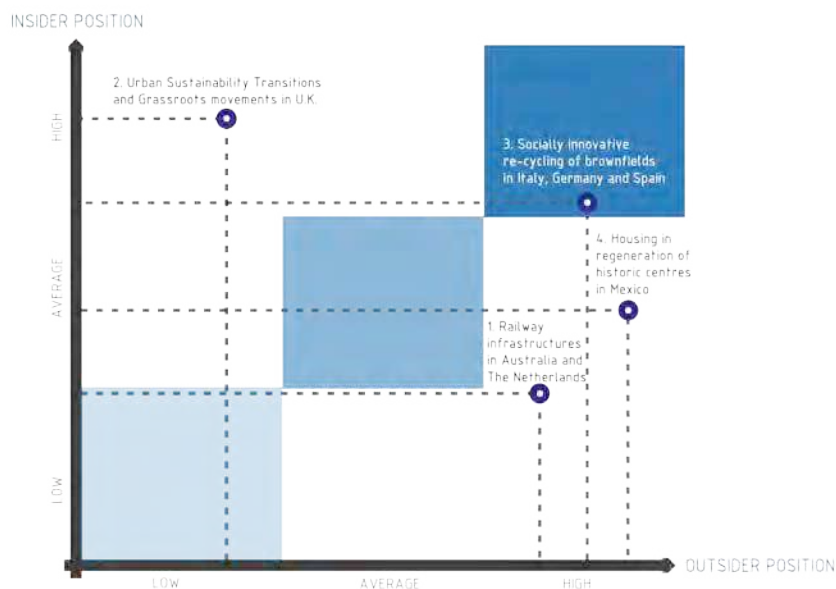 INSIDER POSITION
2. Urban Sustainability Transitions
and Grassroots movements in U.K.
HIGH
3. Socially innovative
re-cycling of brownfields
in Italy, Germany and Spain
4. Housing in
regeneration of
historic centres
in Mexico
AVERAGE
1. Railway
infrastructures
in Australia and
The Netherlands
LOW
OUTSIDER POSITION
LOW
AVERAGE
HIGH